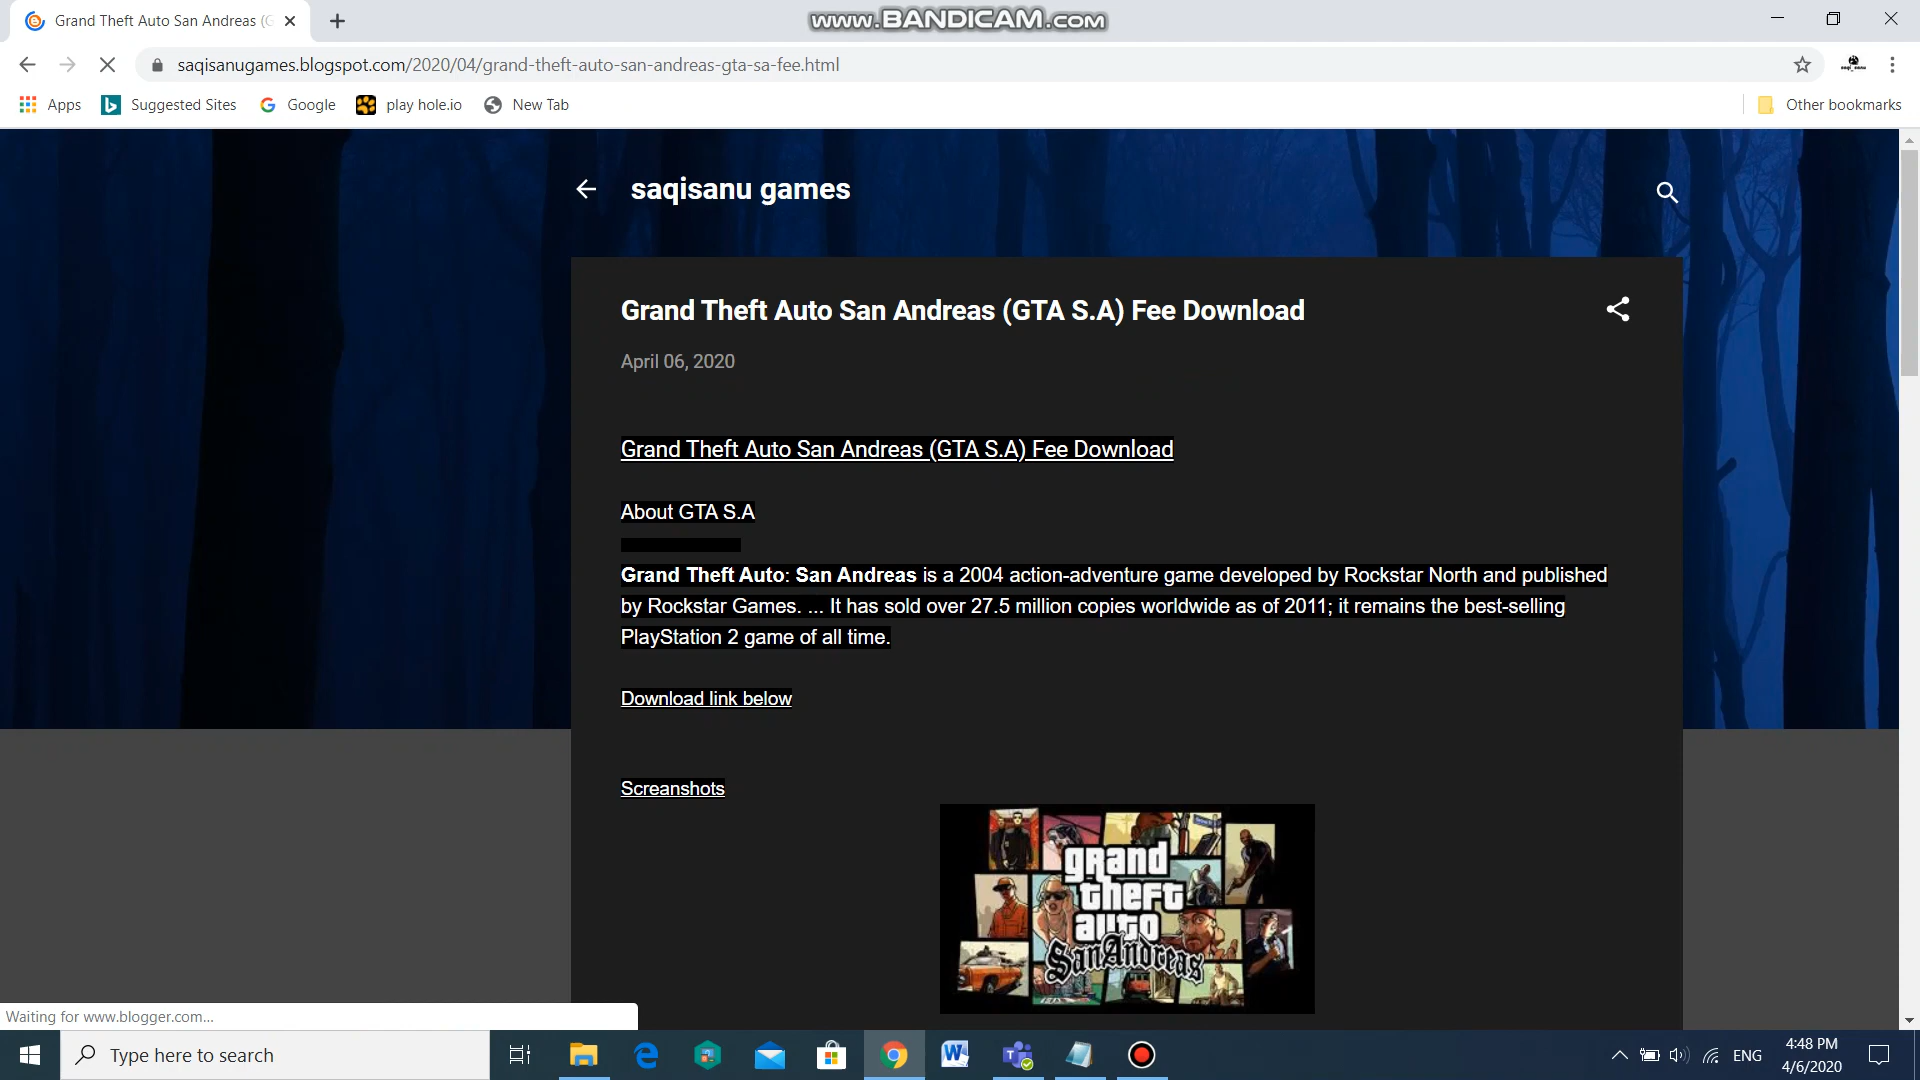 Grand Theft Auto San Andreas (G
www.BANDICAM.com
saqisanugames.blogspot.com/2020/04/grand-theft-auto-san-andreas-gta-sa-fee.html
Apps Suggested Sites Google play hole.io New Tab Other bookmarks
saqisanu games
Grand Theft Auto San Andreas (GTA S.A) Fee Download
April 06, 2020
Grand Theft Auto San Andreas (GTA S.A) Fee Download
About GTA S.A
Grand Theft Auto: San Andreas is a 2004 action-adventure game developed by Rockstar North and published
by Rockstar Games. ... It has sold over 27.5 million copies worldwide as of 2011; it remains the best-selling
PlayStation 2 game of all time.
Download link below
Screanshots
grand
theft
auto
San Andreas
Waiting for www.blogger.com...
Type here to search
ENG
4:48 PM
4/6/2020